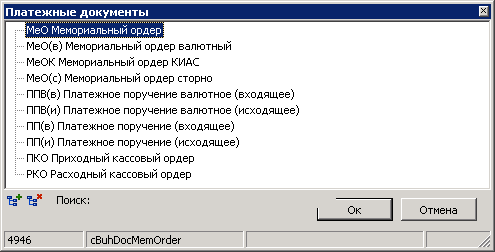 Платежные документы
МеО Мемориальный ордер
МеО(в) Мемориальный ордер валютный
МеОК Мемориальный ордер КИАС
МеО(с) Мемориальный ордер сторно
ППВ(в) Платежное поручение валютное (входящее)
ППВ(и) Платежное поручение валютное (исходящее)
ПП(в) Платежное поручение (входящее)
ПП(и) Платежное поручение (исходящее)
ПКО Приходный кассовый ордер
РКО Расходный кассовый ордер
Поиск:
Ок
Отмена
4946
cBuhDocMemOrder